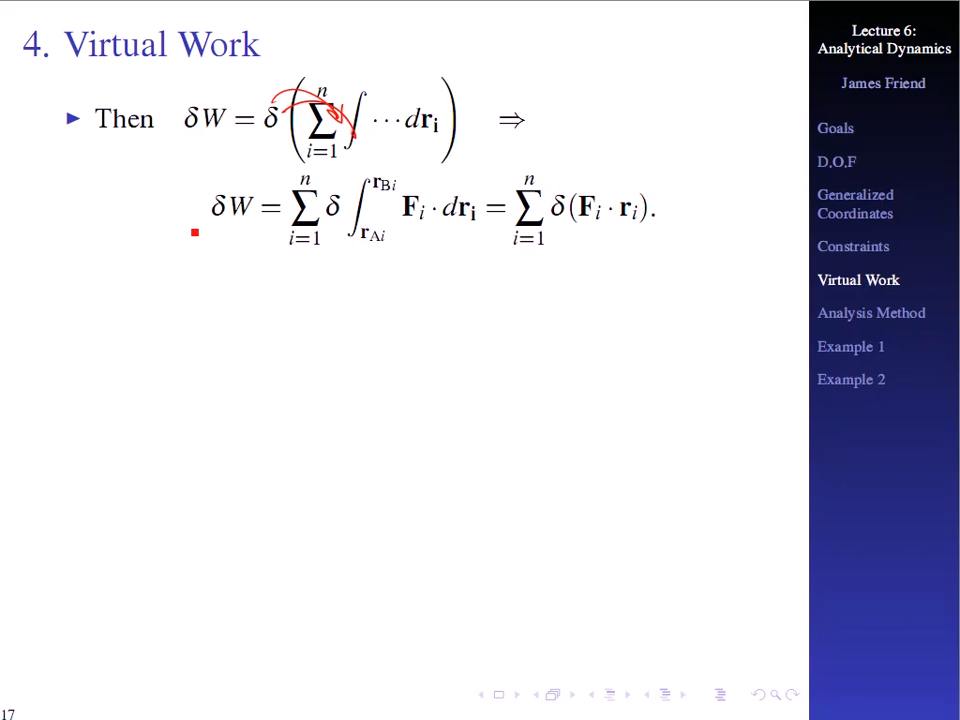 4. Virtual Work
▶ Then δW = δ ( ∑_{i=1}^{n} ∫ ⋯ d𝐫_𝐢 ) ⇒
δW = ∑_{i=1}^{n} δ ∫_{𝐫_{Ai}}^{𝐫_{Bi}} 𝐅_i · d𝐫_𝐢 = ∑_{i=1}^{n} δ(𝐅_i · 𝐫_i).
Lecture 6:
Analytical Dynamics
James Friend
Goals
D.O.F
Generalized
Coordinates
Constraints
Virtual Work
Analysis Method
Example 1
Example 2
17